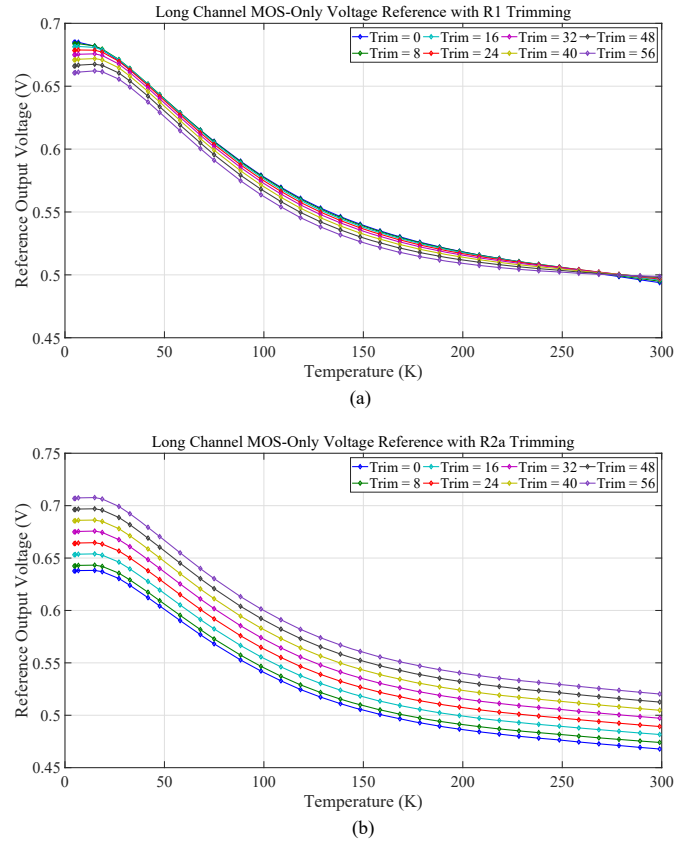 Long Channel MOS-Only Voltage Reference with R1 Trimming
0.7
0.65
0.6
0.55
0.5
0.45
Reference Output Voltage (V)
Trim = 0 Trim = 16 Trim = 32 Trim = 48
Trim = 8 Trim = 24 Trim = 40 Trim = 56
0 50 100 150 200 250 300
Temperature (K)
(a)
Long Channel MOS-Only Voltage Reference with R2a Trimming
0.75
0.7
0.65
0.6
0.55
0.5
0.45
Reference Output Voltage (V)
Trim = 0 Trim = 16 Trim = 32 Trim = 48
Trim = 8 Trim = 24 Trim = 40 Trim = 56
0 50 100 150 200 250 300
Temperature (K)
(b)